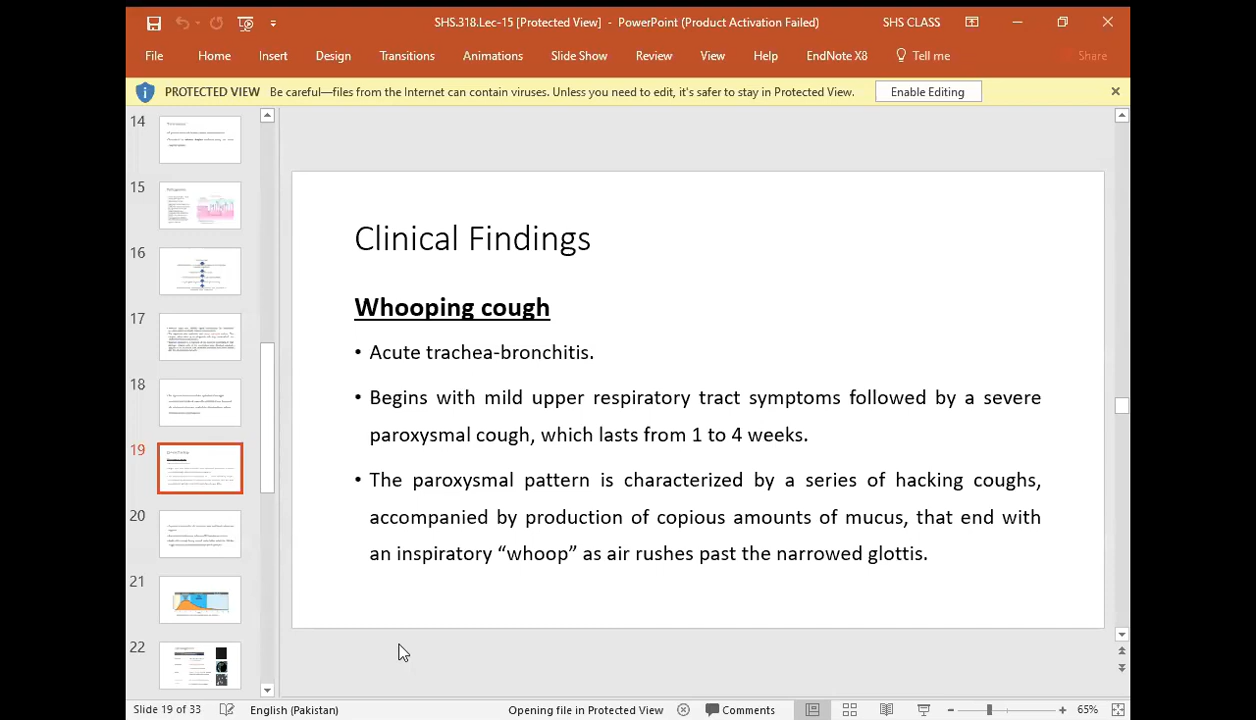 SHS.318.Lec-15 [Protected View] - PowerPoint (Product Activation Failed)
SHS CLASS
File Home Insert Design Transitions Animations Slide Show Review View Help EndNote X8 Tell me Share
PROTECTED VIEW Be careful—files from the Internet can contain viruses. Unless you need to edit, it's safer to stay in Protected View. Enable Editing
14
15
16
17
18
19
20
21
22
Clinical Findings
Whooping cough
• Acute trachea-bronchitis.
• Begins with mild upper respiratory tract symptoms followed by a severe
paroxysmal cough, which lasts from 1 to 4 weeks.
• The paroxysmal pattern is characterized by a series of hacking coughs,
accompanied by production of copious amounts of mucus, that end with
an inspiratory “whoop” as air rushes past the narrowed glottis.
Slide 19 of 33 English (Pakistan) Opening file in Protected View Comments 65%